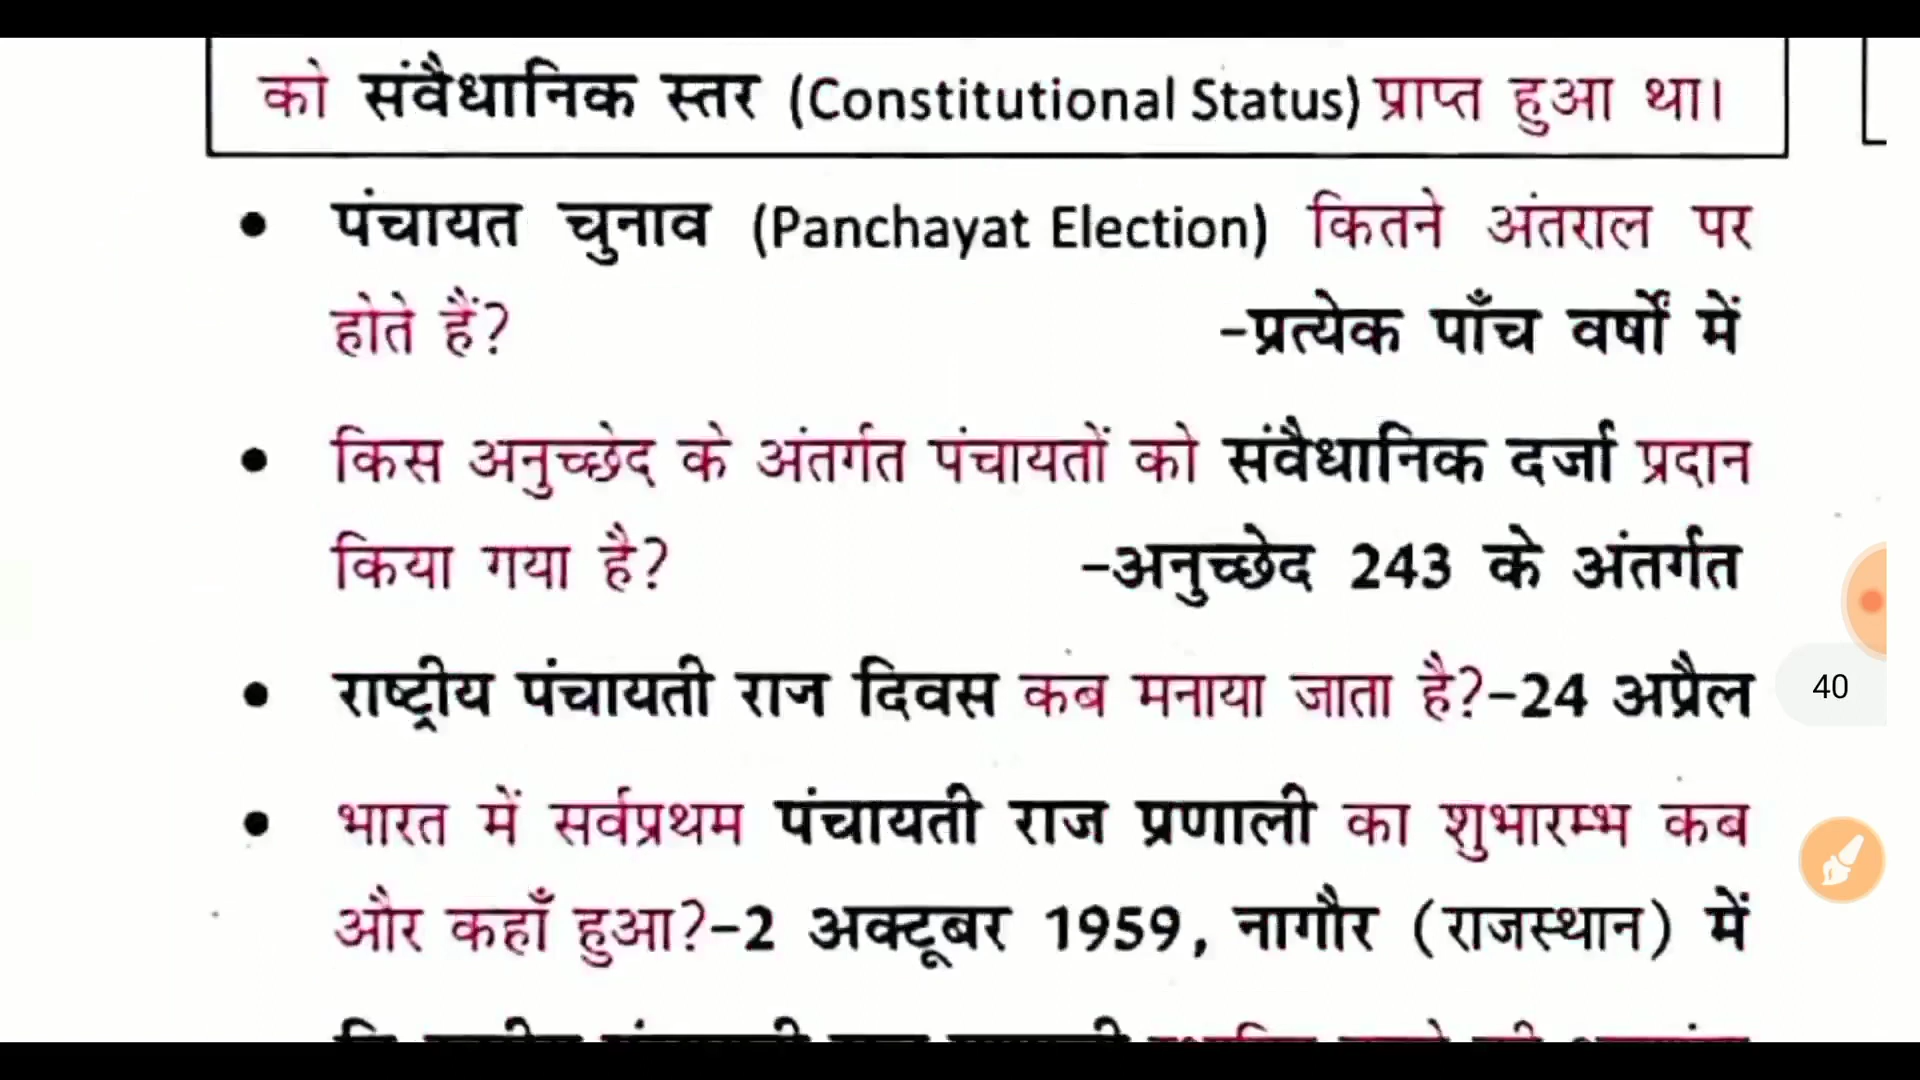 को संवैधानिक स्तर (Constitutional Status) प्राप्त हुआ था।
• पंचायत चुनाव (Panchayat Election) कितने अंतराल पर
होते हैं? -प्रत्येक पाँच वर्षों में
• किस अनुच्छेद के अंतर्गत पंचायतों को संवैधानिक दर्जा प्रदान
किया गया है? -अनुच्छेद 243 के अंतर्गत
• राष्ट्रीय पंचायती राज दिवस कब मनाया जाता है?-24 अप्रैल
40
• भारत में सर्वप्रथम पंचायती राज प्रणाली का शुभारम्भ कब
और कहाँ हुआ?-2 अक्टूबर 1959, नागौर (राजस्थान) में